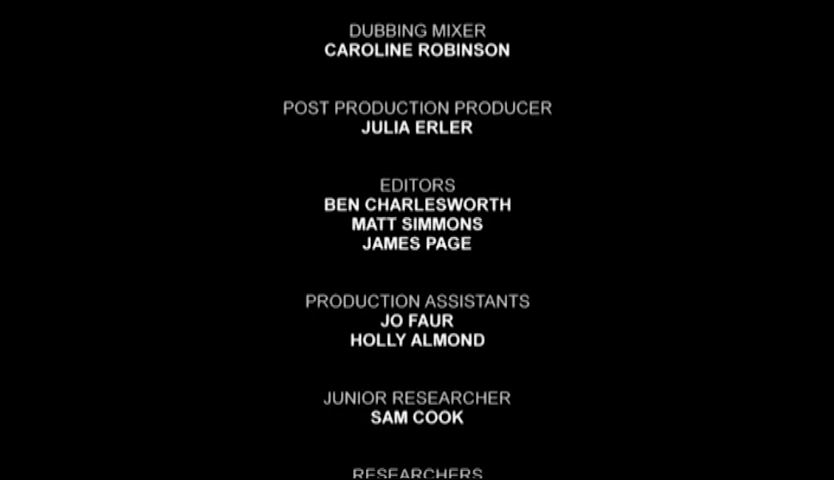 DUBBING MIXER
CAROLINE ROBINSON
POST PRODUCTION PRODUCER
JULIA ERLER
EDITORS
BEN CHARLESWORTH
MATT SIMMONS
JAMES PAGE
PRODUCTION ASSISTANTS
JO FAUR
HOLLY ALMOND
JUNIOR RESEARCHER
SAM COOK
RESEARCHERS